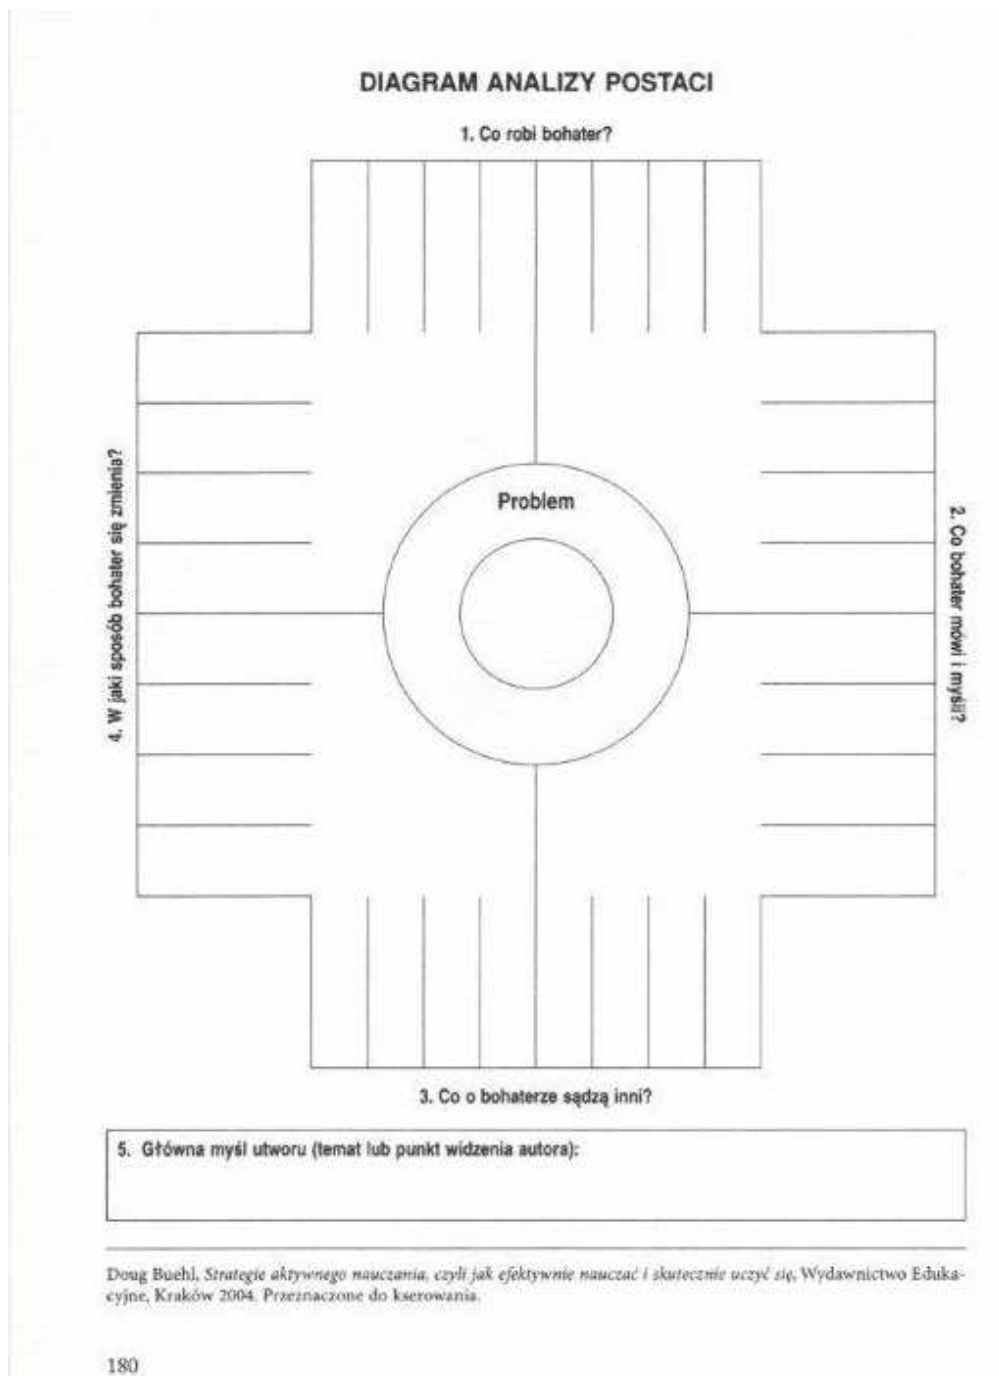 DIAGRAM ANALIZY POSTACI
1. Co robi bohater?
4. W jaki sposób bohater się zmienia?
Problem
2. Co bohater mówi i myśli?
3. Co o bohaterze sądzą inni?
5. Główna myśl utworu (temat lub punkt widzenia autora):
Doug Buehl, Strategie aktywnego nauczania, czyli jak efektywnie nauczać i skutecznie uczyć się, Wydawnictwo Eduka-
cyjne, Kraków 2004. Przeznaczone do kserowania.
180